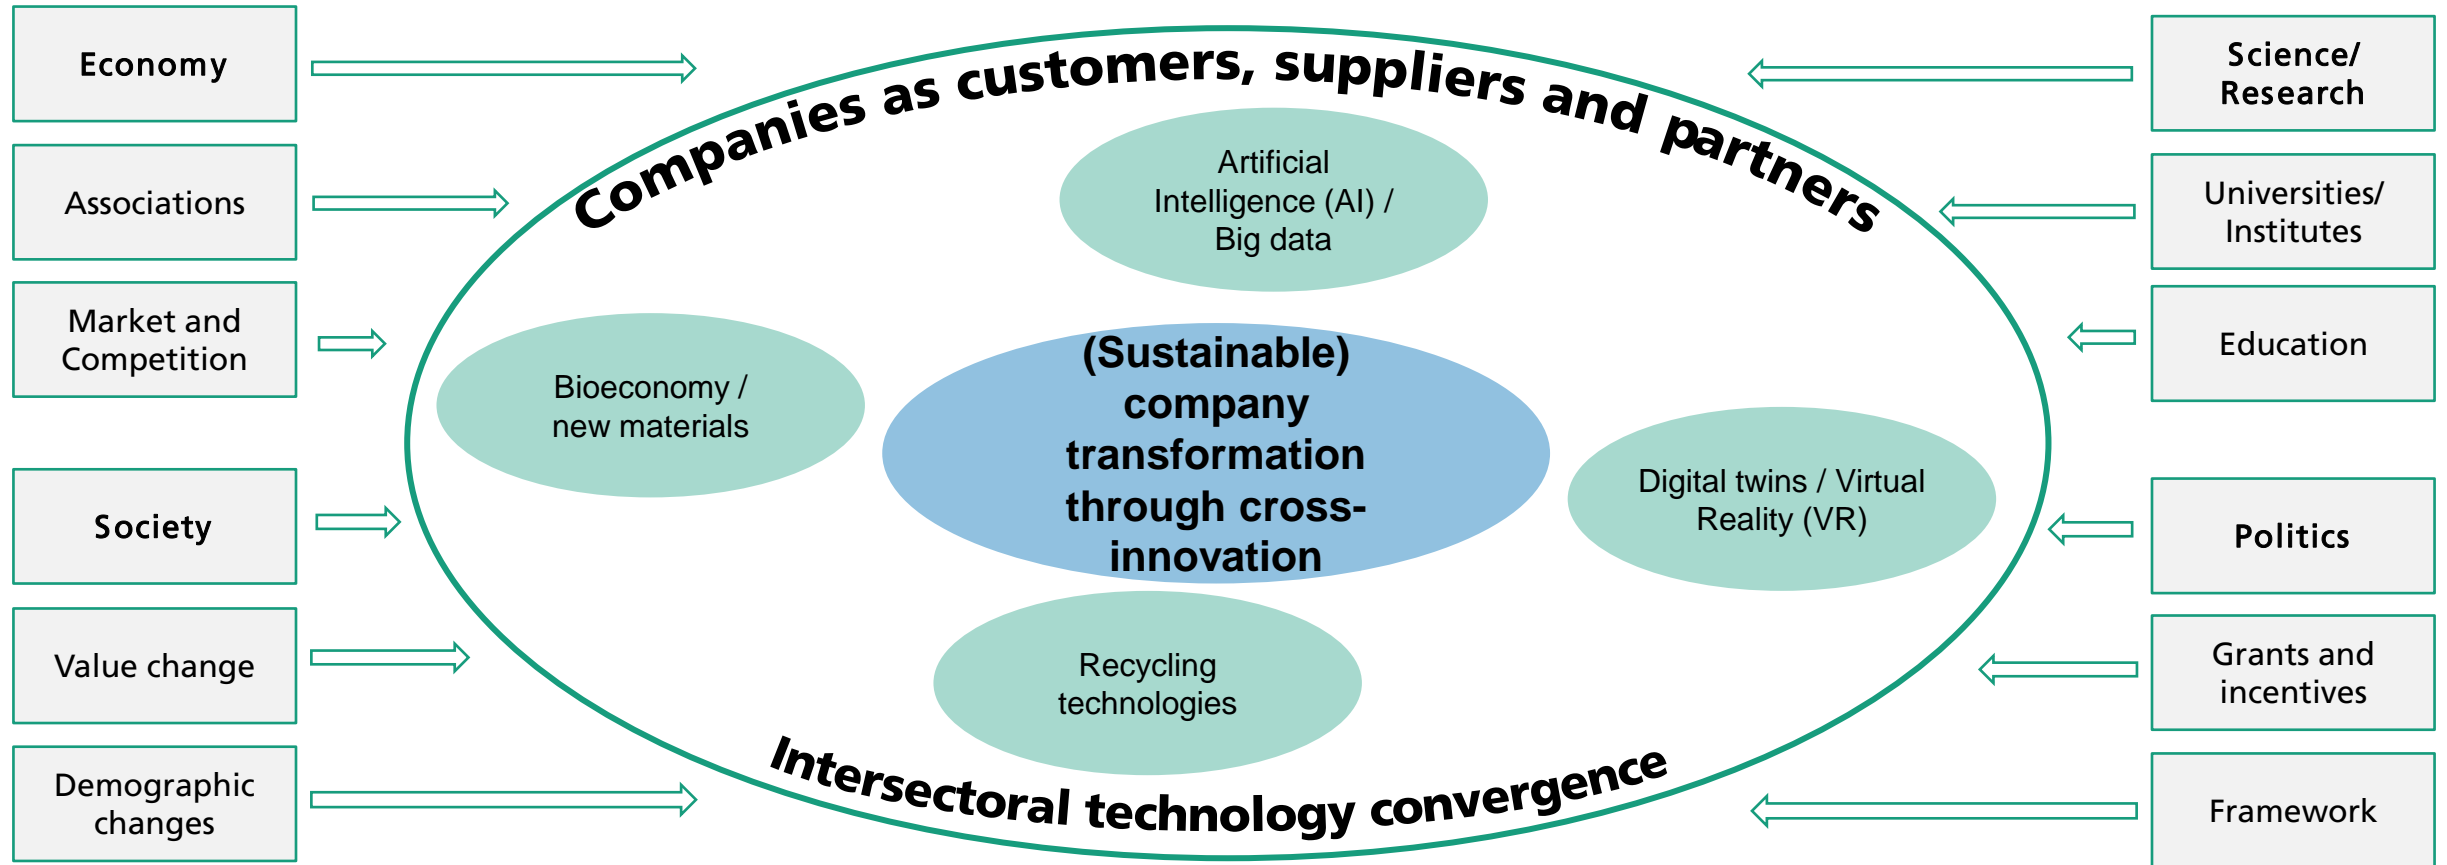 Economy
Associations
Market and
Competition
Society
Value change
Demographic
changes
Companies as customers, suppliers and partners
Artificial
Intelligence (AI) /
Big data
Bioeconomy /
new materials
(Sustainable)
company
transformation
through cross-
innovation
Digital twins / Virtual
Reality (VR)
Recycling
technologies
Intersectoral technology convergence
Science/
Research
Universities/
Institutes
Education
Politics
Grants and
incentives
Framework